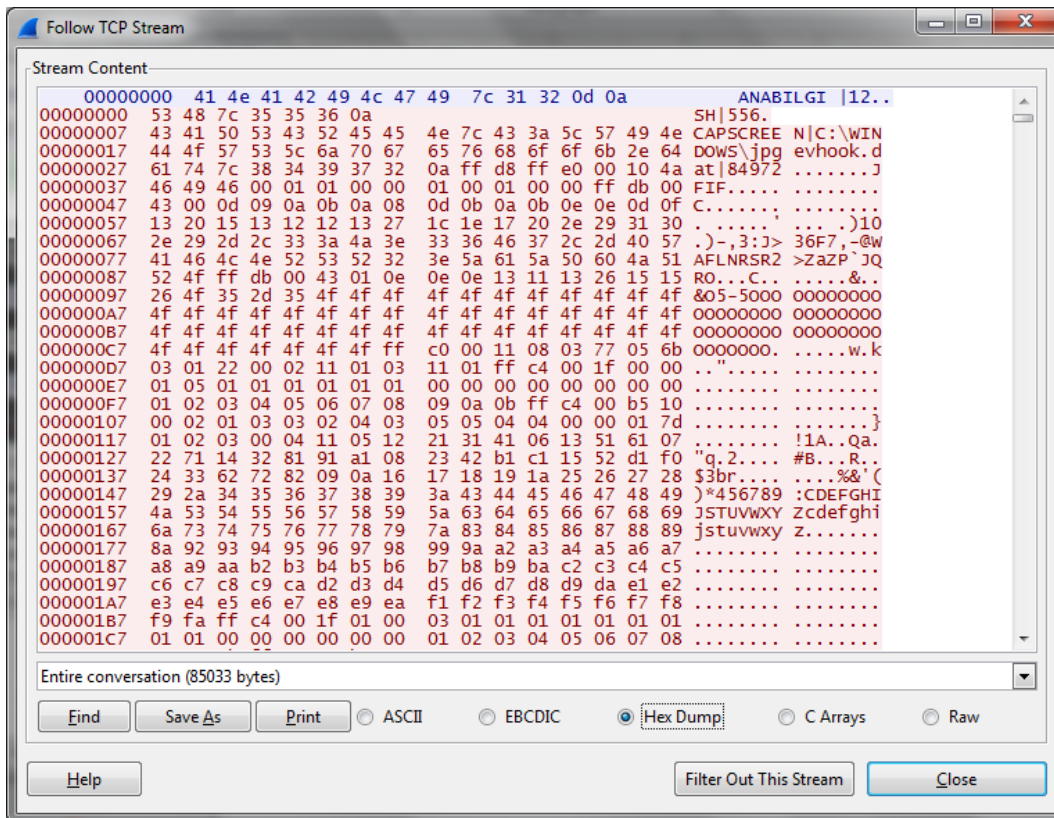 Follow TCP Stream
Stream Content
00000000 41 4e 41 42 49 4c 47 49 7c 31 32 0d 0a ANABILGI |12..
00000000 53 48 7c 35 35 36 0a SH|556.
00000007 43 41 50 53 43 52 45 45 4e 7c 43 3a 5c 57 49 4e CAPSCREE N|C:\WIN
00000017 44 4f 57 53 5c 6a 70 67 65 76 68 6f 6f 6b 2e 64 DOWS\jpg evhook.d
00000027 61 74 7c 38 34 39 37 32 0a ff d8 ff e0 00 10 4a at|84972 .......J
00000037 46 49 46 00 01 01 00 00 01 00 01 00 00 ff db 00 FIF..... ........
00000047 43 00 0d 09 0a 0b 0a 08 0d 0b 0a 0b 0e 0e 0d 0f C....... ........
00000057 13 20 15 13 12 12 13 27 1c 1e 17 20 2e 29 31 30 . .....' ... .)10
00000067 2e 29 2d 2c 33 3a 4a 3e 33 36 46 37 2c 2d 40 57 .)-,3:J> 36F7,-@W
00000077 41 46 4c 4e 52 53 52 32 3e 5a 61 5a 50 60 4a 51 AFLNRSR2 >ZaZP`JQ
00000087 52 4f ff db 00 43 01 0e 0e 0e 13 11 13 26 15 15 RO...C.. .....&..
00000097 26 4f 35 2d 35 4f 4f 4f 4f 4f 4f 4f 4f 4f 4f 4f &O5-5OOO OOOOOOOO
000000A7 4f 4f 4f 4f 4f 4f 4f 4f 4f 4f 4f 4f 4f 4f 4f 4f OOOOOOOO OOOOOOOO
000000B7 4f 4f 4f 4f 4f 4f 4f 4f 4f 4f 4f 4f 4f 4f 4f 4f OOOOOOOO OOOOOOOO
000000C7 4f 4f 4f 4f 4f 4f 4f ff c0 00 11 08 03 77 05 6b OOOOOOO. .....w.k
000000D7 03 01 22 00 02 11 01 03 11 01 ff c4 00 1f 00 00 .."..... ........
000000E7 01 05 01 01 01 01 01 01 00 00 00 00 00 00 00 00 ........ ........
000000F7 01 02 03 04 05 06 07 08 09 0a 0b ff c4 00 b5 10 ........ ........
00000107 00 02 01 03 03 02 04 03 05 05 04 04 00 00 01 7d ........ .......}
00000117 01 02 03 00 04 11 05 12 21 31 41 06 13 51 61 07 ........ !1A..Qa.
00000127 22 71 14 32 81 91 a1 08 23 42 b1 c1 15 52 d1 f0 "q.2.... #B...R..
00000137 24 33 62 72 82 09 0a 16 17 18 19 1a 25 26 27 28 $3br.... ....%&'(
00000147 29 2a 34 35 36 37 38 39 3a 43 44 45 46 47 48 49 )*456789 :CDEFGHI
00000157 4a 53 54 55 56 57 58 59 5a 63 64 65 66 67 68 69 JSTUVWXY Zcdefghi
00000167 6a 73 74 75 76 77 78 79 7a 83 84 85 86 87 88 89 jstuvwxy z.......
00000177 8a 92 93 94 95 96 97 98 99 9a a2 a3 a4 a5 a6 a7 ........ ........
00000187 a8 a9 aa b2 b3 b4 b5 b6 b7 b8 b9 ba c2 c3 c4 c5 ........ ........
00000197 c6 c7 c8 c9 ca d2 d3 d4 d5 d6 d7 d8 d9 da e1 e2 ........ ........
000001A7 e3 e4 e5 e6 e7 e8 e9 ea f1 f2 f3 f4 f5 f6 f7 f8 ........ ........
000001B7 f9 fa ff c4 00 1f 01 00 03 01 01 01 01 01 01 01 ........ ........
000001C7 01 01 00 00 00 00 00 00 01 02 03 04 05 06 07 08 ........ ........
Entire conversation (85033 bytes)
Find Save As Print ASCII EBCDIC Hex Dump C Arrays Raw
Help Filter Out This Stream Close